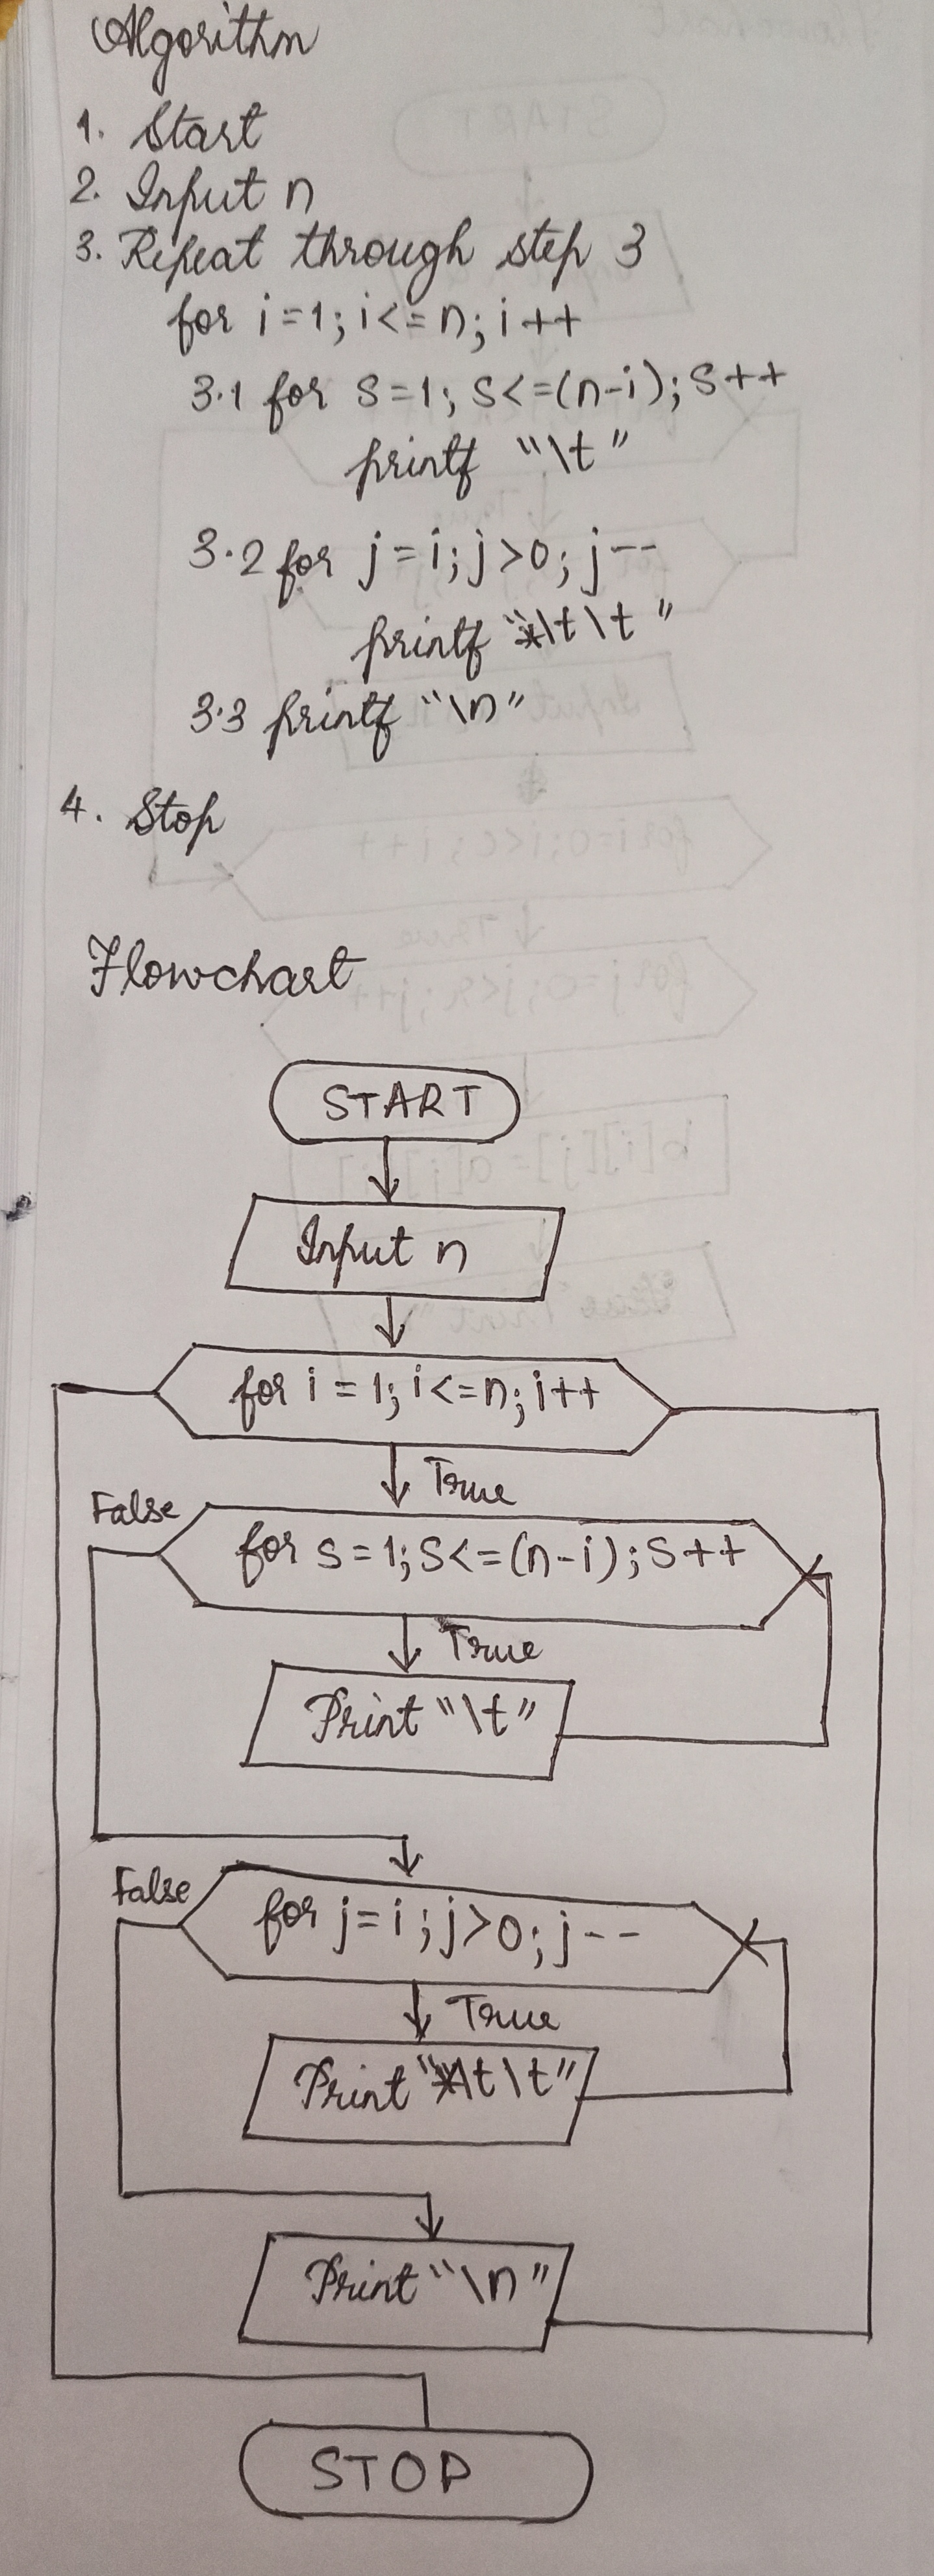 Algorithm
1. Start
2. Input n
3. Repeat through step 3
for i=1; i<=n; i++
3.1 for s=1; s<=(n-i); s++
printf "\t"
3.2 for j=i; j>0; j--
printf "*\t\t"
3.3 printf "\n"
4. Stop
Flowchart
START
Input n
for i=1; i<=n; i++
True
False
for s=1; s<=(n-i); s++
True
Print "\t"
False
for j=i; j>0; j--
True
Print "*\t\t"
Print "\n"
STOP